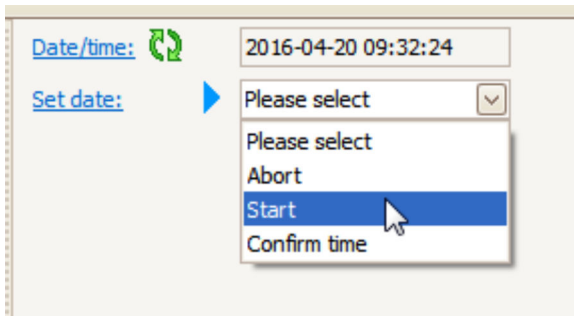 Date/time: 2016-04-20 09:32:24
Set date: Please select
Please select
Abort
Start
Confirm time